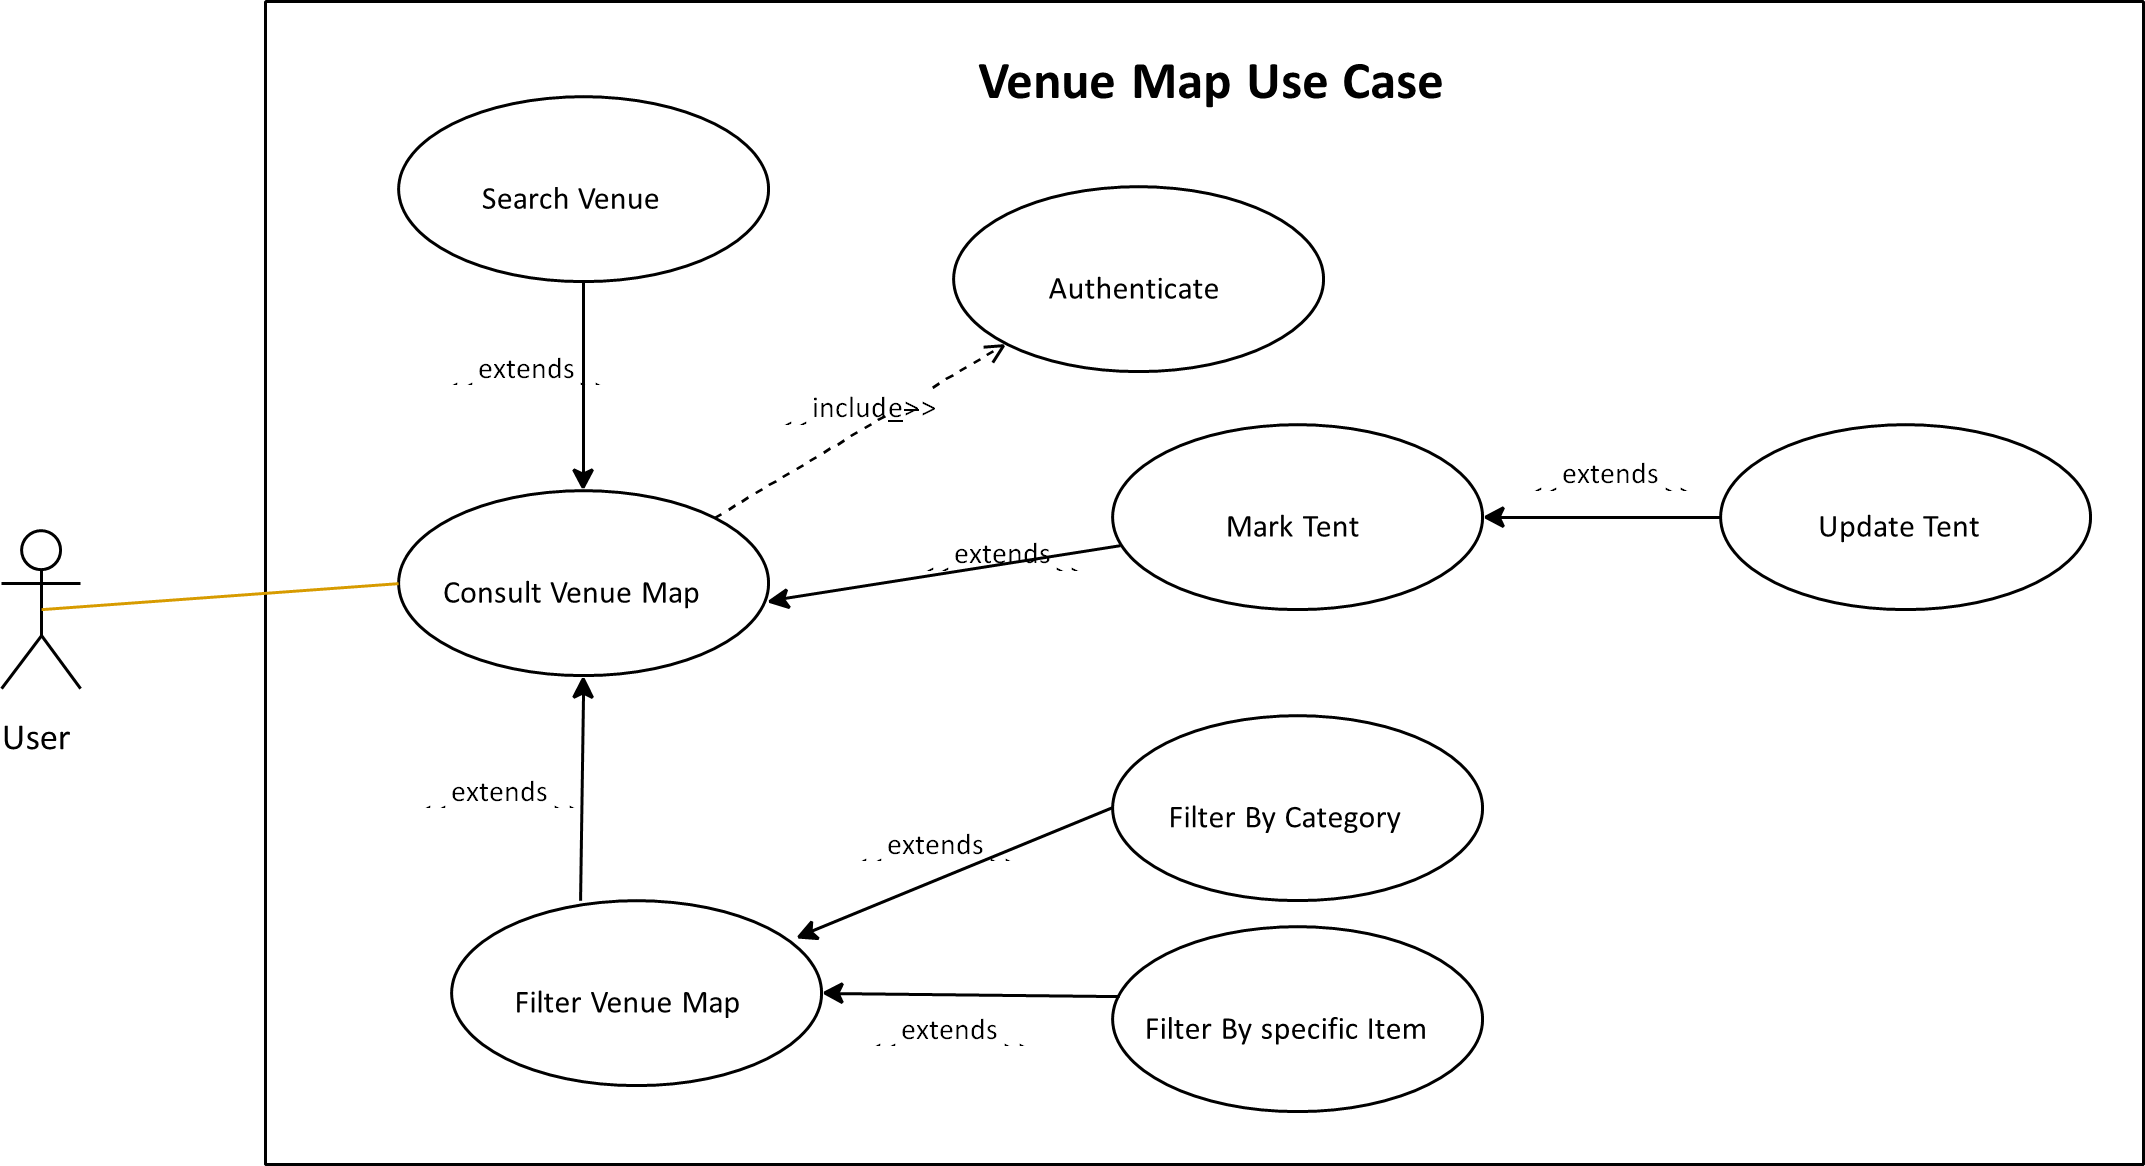 Venue Map Use Case
Search Venue
Authenticate
extends
include>>
extends
Mark Tent
Update Tent
extends
Consult Venue Map
User
extends
extends
Filter By Category
Filter Venue Map
extends
Filter By specific Item